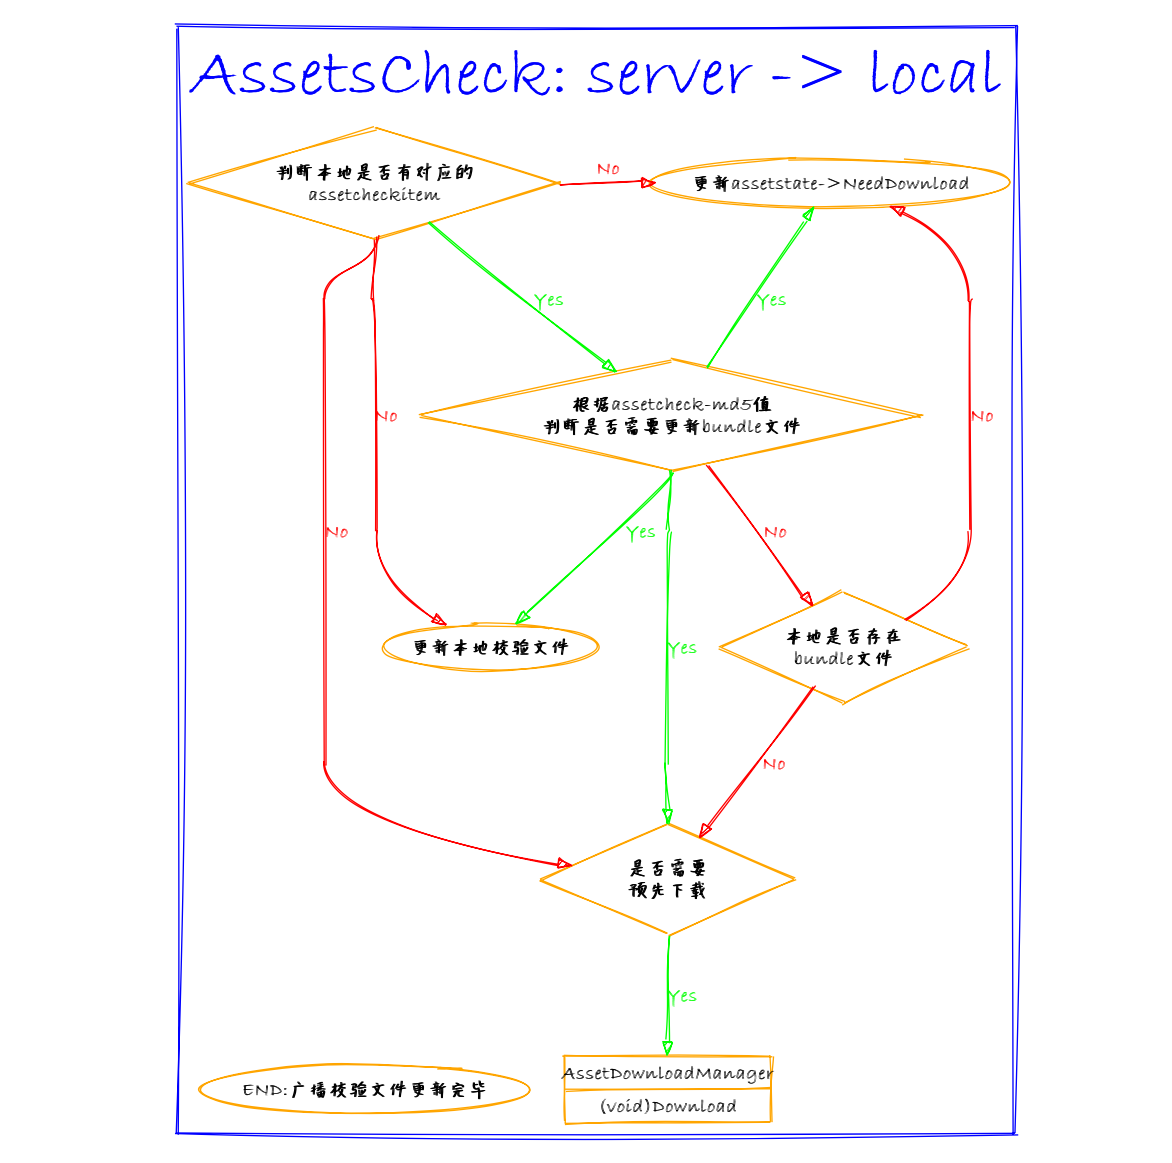 AssetsCheck: server -> local
判断本地是否有对应的
assetcheckitem
No
更新assetstate->NeedDownload
Yes
Yes
根据assetcheck-md5值
判断是否需要更新bundle文件
No
No
No
Yes
No
本地是否存在
bundle文件
更新本地校验文件
Yes
No
是否需要
预先下载
Yes
AssetDownloadManager
(void)Download
END:广播校验文件更新完毕